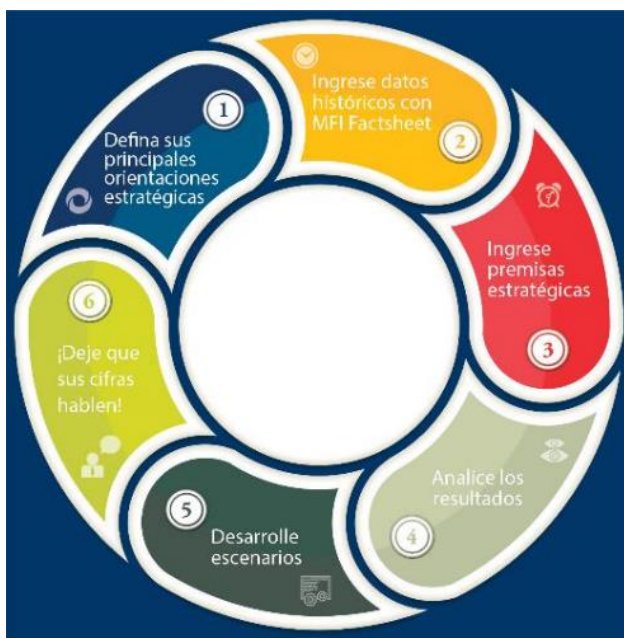 1
Defina sus
principales
orientaciones
estratégicas
Ingrese datos
históricos con
MFI Factsheet
2
Ingrese
premisas
estratégicas
3
Analice los
resultados
4
5
Desarrolle
escenarios
6
¡Deje que
sus cifras
hablen!